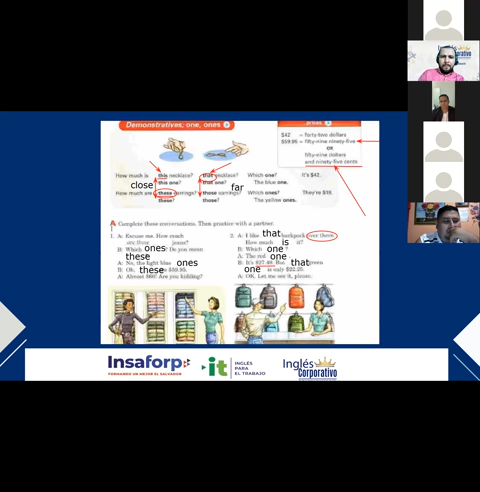 Demonstratives; one, ones
prices
$42 = forty-two dollars
$59.95 = fifty-nine ninety-five
OR
fifty-nine dollars
and ninety-five cents
How much is this necklace? that necklace? Which one? It's $42.
this one? that one? The blue one.
close far
How much are these earrings? those earrings? Which ones? They're $18.
these? those? The yellow ones.
A Complete these conversations. Then practice with a partner.
1. A: Excuse me. How much
are these jeans?
B: Which ones? Do you mean
these
A: No, the light blue ones
B: Oh, these $59.95.
A: Almost $60! Are you kidding?
2. A: I like that backpack over there
How much is it?
B: Which one ?
A: The red one
B: It's $27.49. But that green
one is only $22.25.
A: OK. Let me see it, please.
Insaforp
FORMANDO UN MEJOR EL SALVADOR
it
INGLÉS
PARA
EL TRABAJO
Inglés
Corporativo